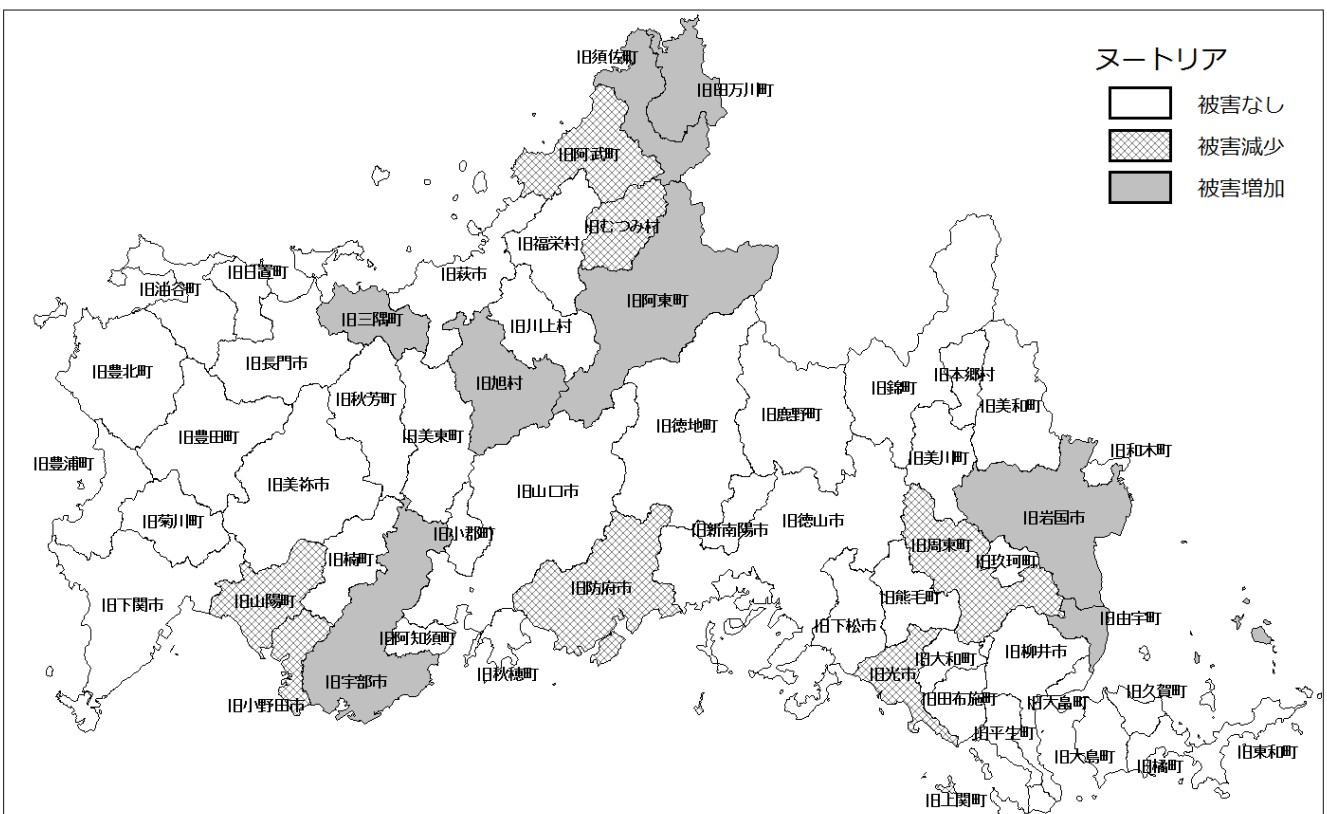 ヌートリア
被害なし
被害減少
被害増加
旧須佐町
旧田万川町
旧阿武町
旧むつみ村
旧福栄村
旧萩市
旧日置町
旧油谷町
旧阿東町
旧三隅町
旧川上村
旧長門市
旧豊北町
旧旭村
旧秋芳町
旧錦町
旧本郷村
旧美和町
旧鹿野町
旧徳地町
旧美東町
旧豊田町
旧豊浦町
旧美川町
旧和木町
旧美祢市
旧山口市
旧菊川町
旧岩国市
旧小郡町
旧新南陽市
旧徳山市
旧周東町
旧玖珂町
旧楠町
旧防府市
旧下関市
旧山陽町
旧熊毛町
旧由宇町
旧下松市
旧阿知須町
旧柳井市
旧大和町
旧秋穂町
旧光市
旧宇部市
旧小野田市
旧田布施町
旧大畠町
旧久賀町
旧平生町
旧大島町
旧橘町
旧東和町
旧上関町